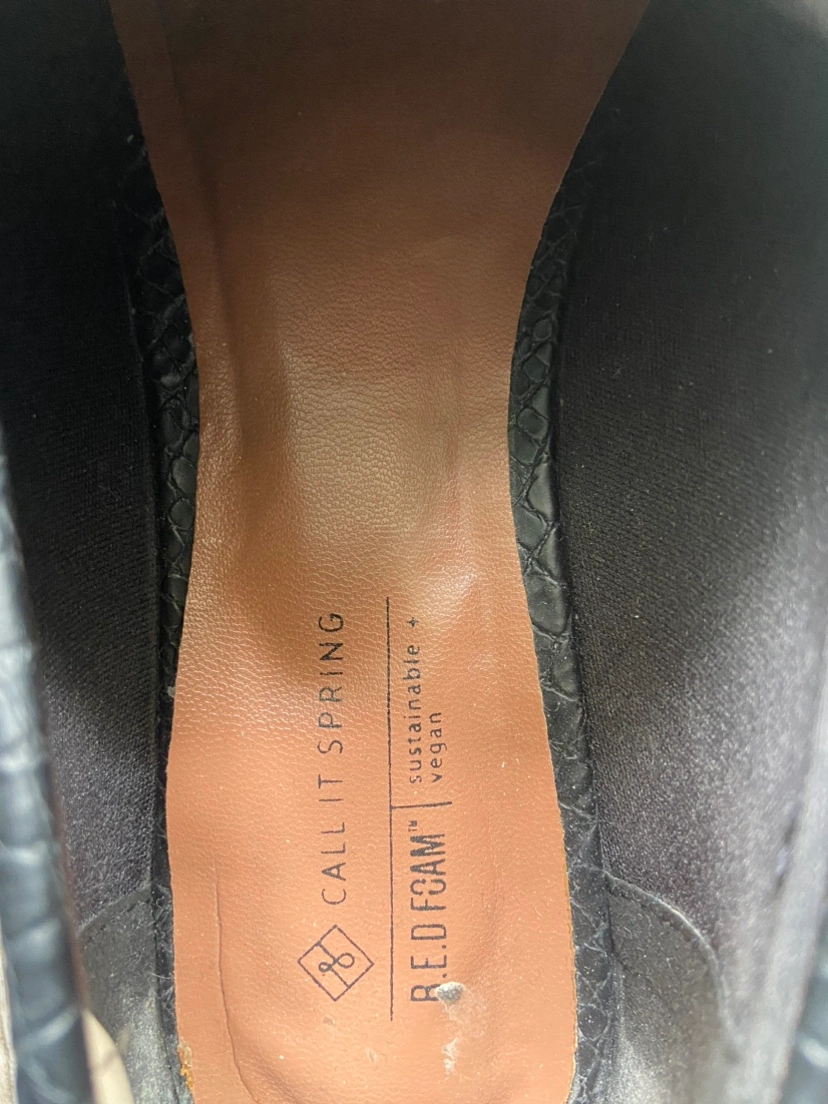 CALL IT SPRING
R.E.D FOAM™ | sustainable +
vegan